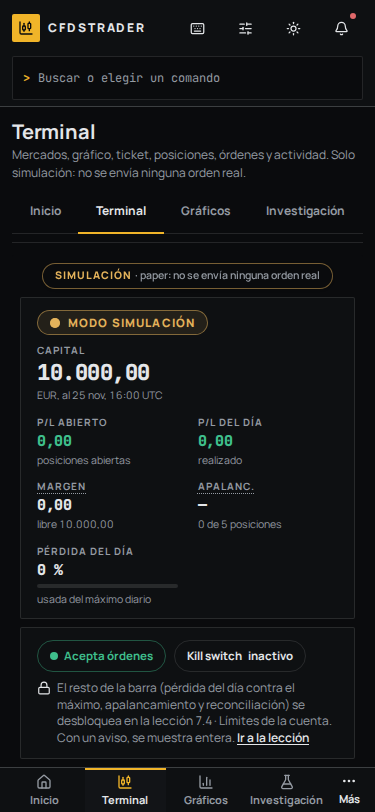 CFDSTRADER
> Buscar o elegir un comando
Terminal
Mercados, gráfico, ticket, posiciones, órdenes y actividad. Solo
simulación: no se envía ninguna orden real.
Inicio Terminal Gráficos Investigación
SIMULACIÓN · paper: no se envía ninguna orden real
MODO SIMULACIÓN
CAPITAL
10.000,00
EUR, al 25 nov, 16:00 UTC
P/L ABIERTO P/L DEL DÍA
0,00 0,00
posiciones abiertas realizado
MARGEN APALANC.
0,00 —
libre 10.000,00 0 de 5 posiciones
PÉRDIDA DEL DÍA
0 %
usada del máximo diario
Acepta órdenes Kill switch inactivo
El resto de la barra (pérdida del día contra el
máximo, apalancamiento y reconciliación) se
desbloquea en la lección 7.4 · Límites de la cuenta.
Con un aviso, se muestra entera. Ir a la lección
Inicio Terminal Gráficos Investigación Más